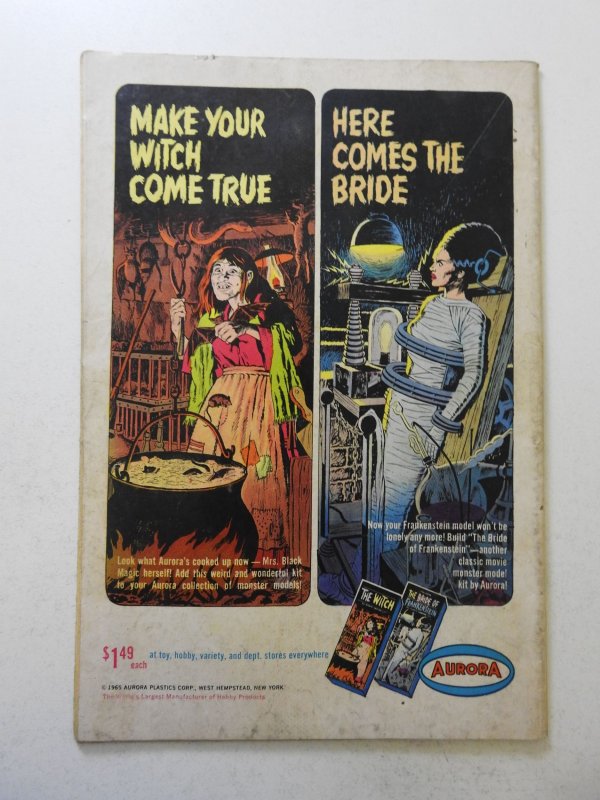 MAKE YOUR
WITCH
COME TRUE
Look what Aurora's cooked up now — Mrs. Black
Magic herself! Add this weird and wonderful kit
to your Aurora collection of monster models!
HERE
COMES THE
BRIDE
Now your Frankenstein model won't be
lonely any more! Build "The Bride
of Frankenstein"—another
classic movie
monster model
kit by Aurora!
THE WITCH
THE BRIDE OF
FRANKENSTEIN
$1 49 each
at toy, hobby, variety, and dept. stores everywhere
AURORA
© 1965 AURORA PLASTICS CORP., WEST HEMPSTEAD, NEW YORK
The World's Largest Manufacturer of Hobby Products